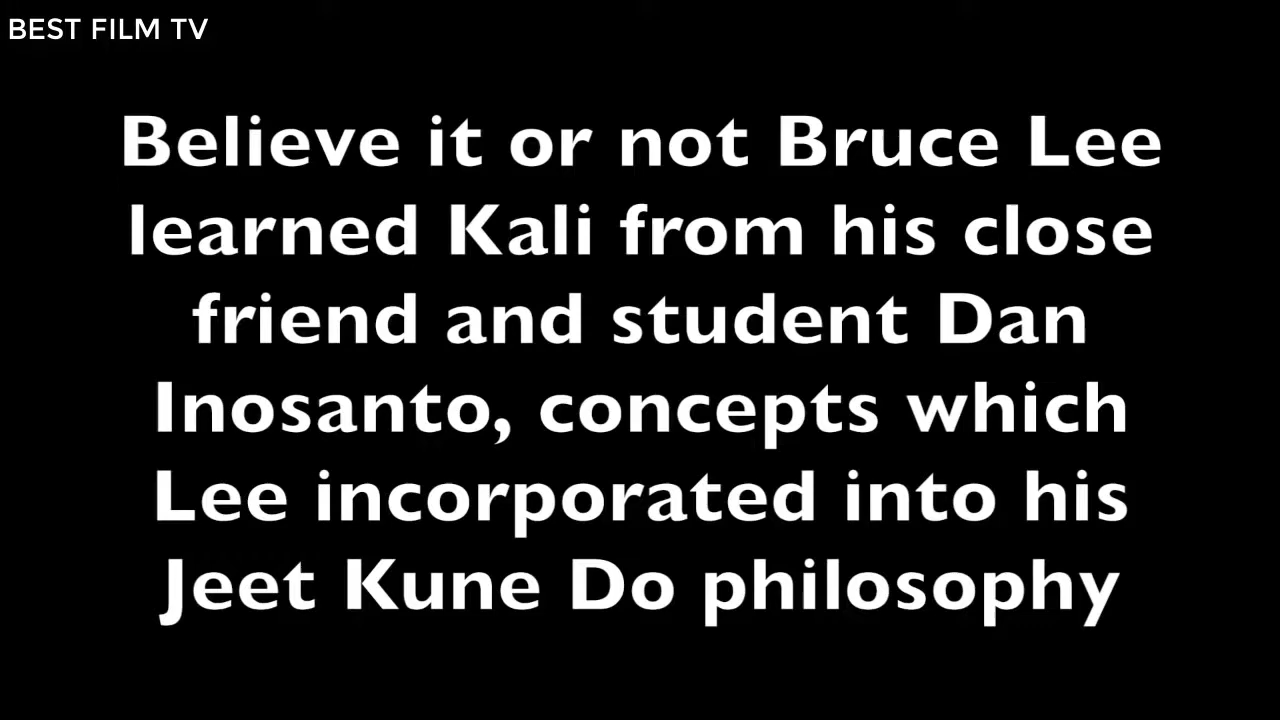 BEST FILM TV
Believe it or not Bruce Lee
learned Kali from his close
friend and student Dan
Inosanto, concepts which
Lee incorporated into his
Jeet Kune Do philosophy